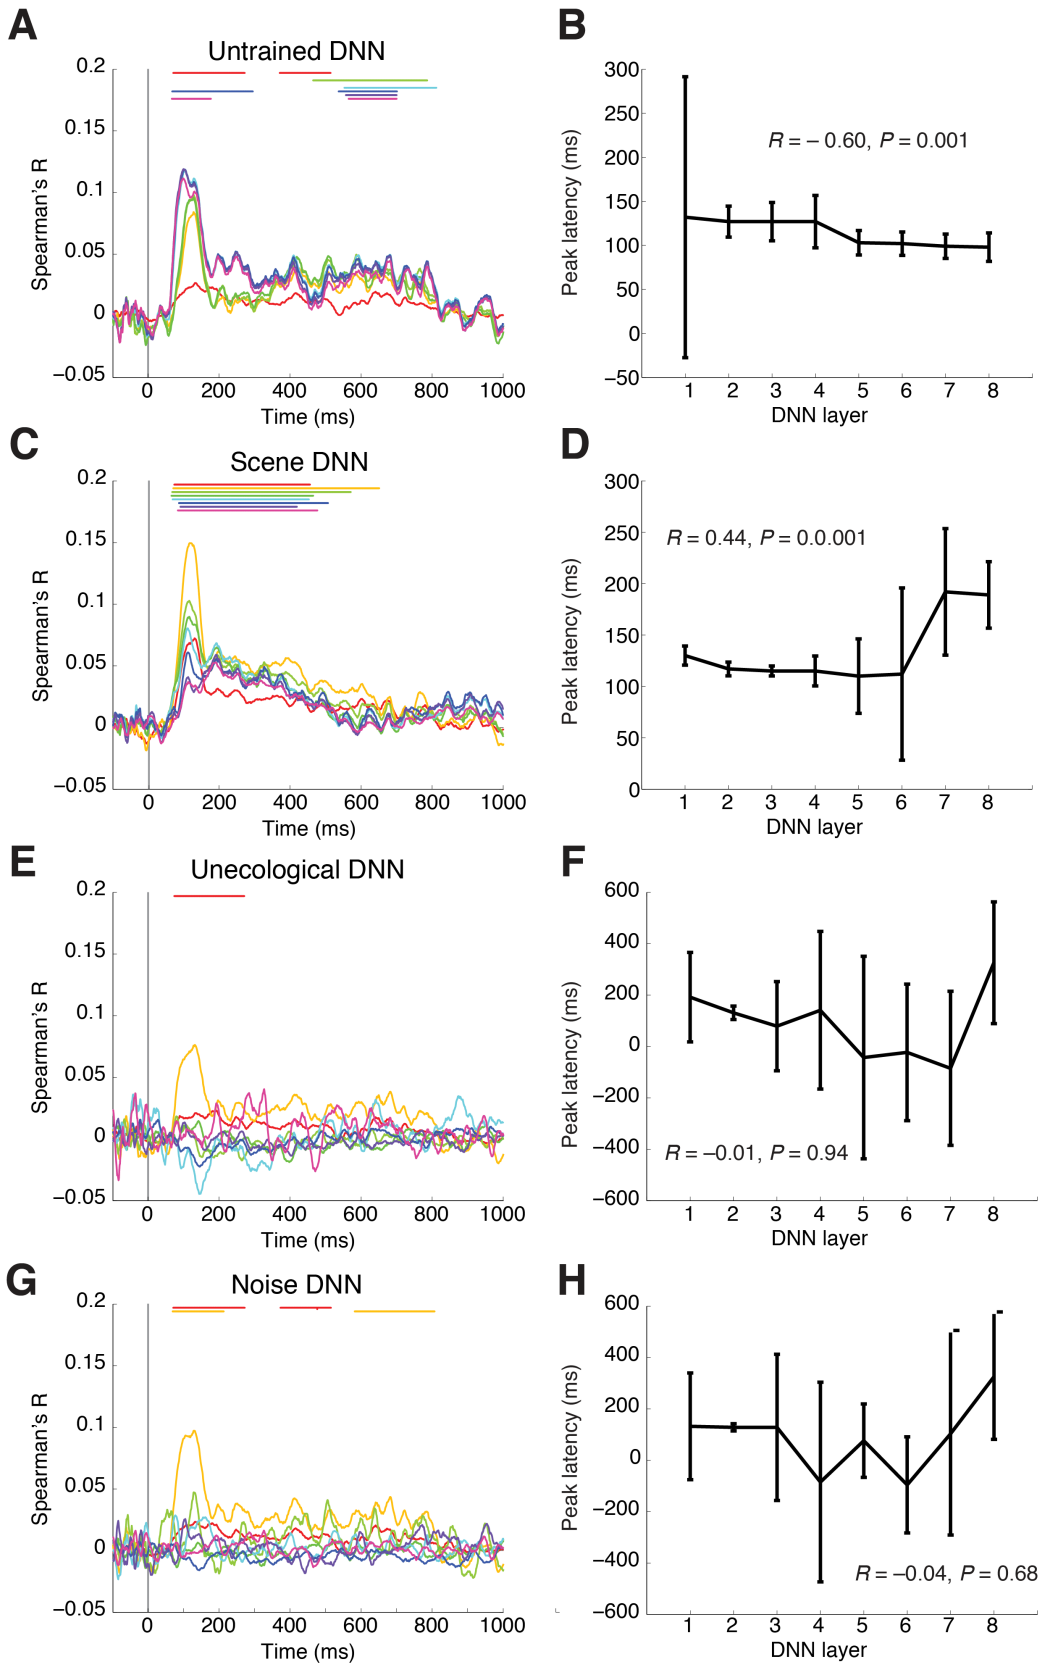 A
Untrained DNN
0.2
0.15
0.1
0.05
0
−0.05
Spearman's R
0 200 400 600 800 1000
Time (ms)
B
300
250
200
150
100
50
0
−50
Peak latency (ms)
R = − 0.60, P = 0.001
1 2 3 4 5 6 7 8
DNN layer
C
Scene DNN
0.2
0.15
0.1
0.05
0
−0.05
Spearman's R
0 200 400 600 800 1000
Time (ms)
D
300
250
200
150
100
50
0
Peak latency (ms)
R = 0.44, P = 0.0.001
1 2 3 4 5 6 7 8
DNN layer
E
Unecological DNN
0.2
0.15
0.1
0.05
0
−0.05
Spearman's R
0 200 400 600 800 1000
Time (ms)
F
600
400
200
0
−200
−400
−600
Peak latency (ms)
R = −0.01, P = 0.94
1 2 3 4 5 6 7 8
DNN layer
G
Noise DNN
0.2
0.15
0.1
0.05
0
−0.05
Spearman's R
0 200 400 600 800 1000
Time (ms)
H
600
400
200
0
−200
−400
−600
Peak latency (ms)
R = −0.04, P = 0.68
1 2 3 4 5 6 7 8
DNN layer